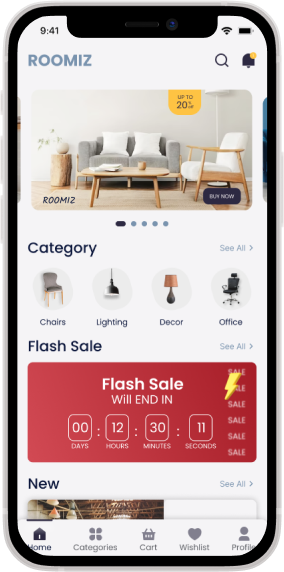 9:41
ROOMIZ
UP TO
20% OFF
ROOMIZ
BUY NOW
Category
See All >
Chairs
Lighting
Decor
Office
Flash Sale
See All >
Flash Sale
Will END IN
00 : 12 : 30 : 11
DAYS HOURS MINUTES SECONDS
SALE
SALE
SALE
SALE
SALE
SALE
New
See All >
Home
Categories
Cart
Wishlist
Profile